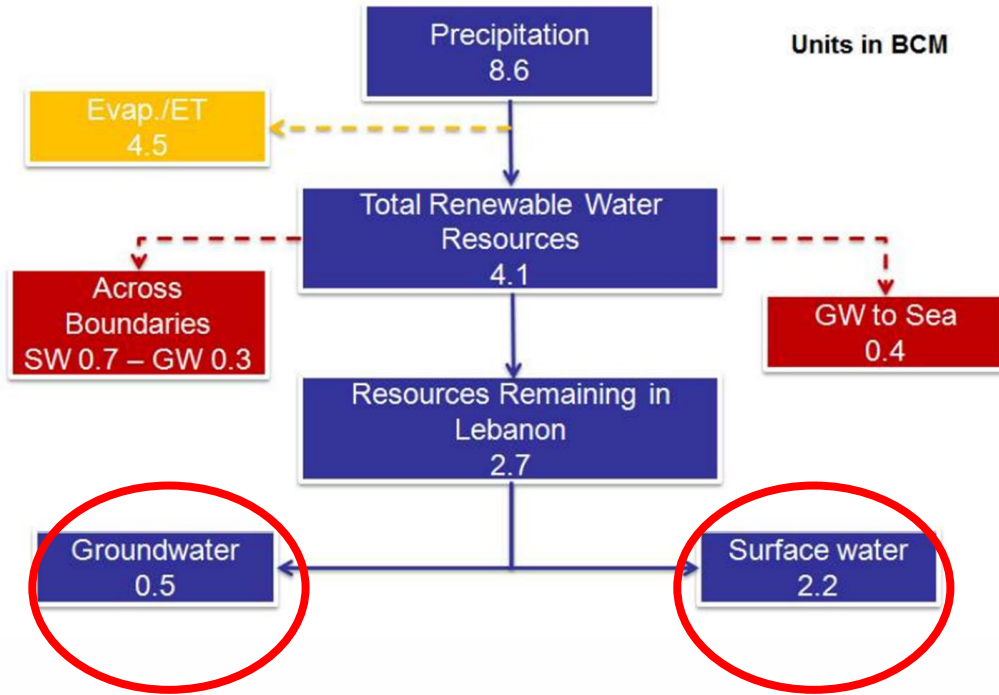 Precipitation
8.6
Units in BCM
Evap./ET
4.5
Total Renewable Water
Resources
4.1
Across
Boundaries
SW 0.7 – GW 0.3
GW to Sea
0.4
Resources Remaining in
Lebanon
2.7
Groundwater
0.5
Surface water
2.2